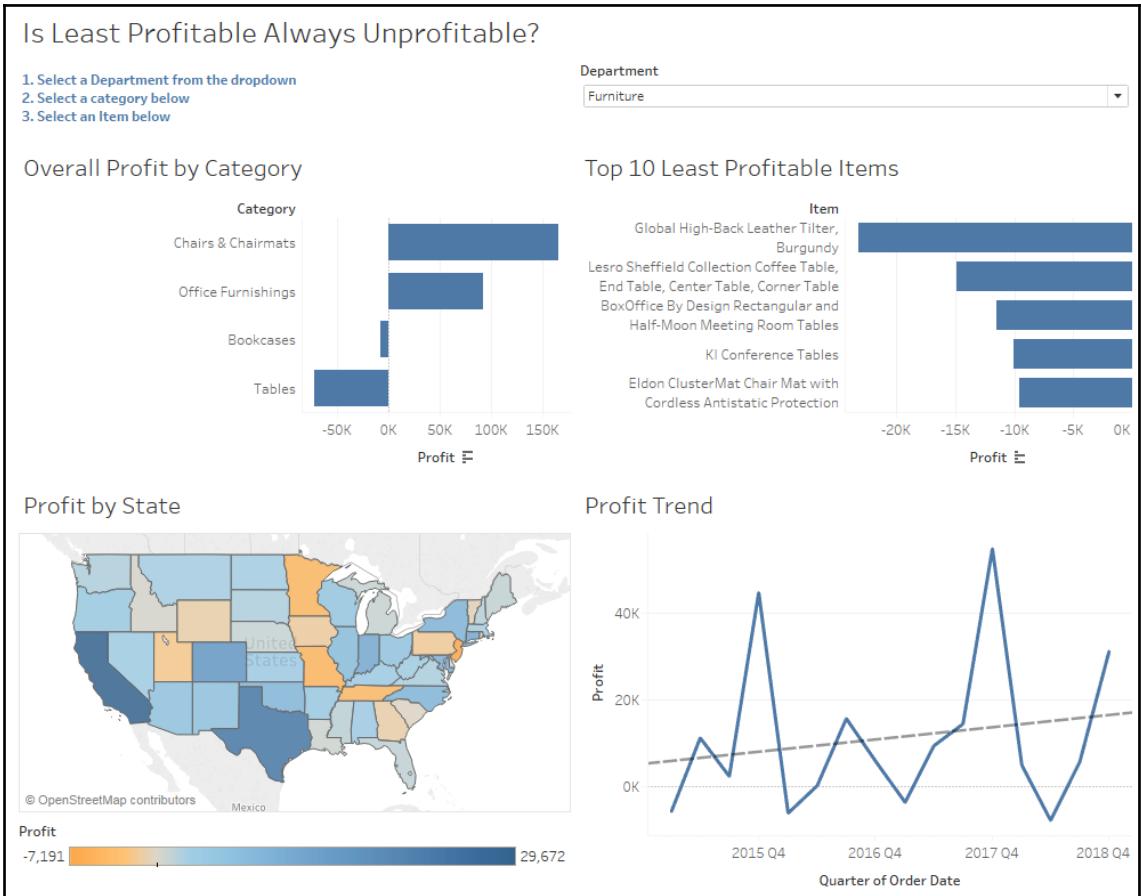 Is Least Profitable Always Unprofitable?
1. Select a Department from the dropdown
2. Select a category below
3. Select an Item below
Department
Furniture
Overall Profit by Category
Category
Chairs & Chairmats
Office Furnishings
Bookcases
Tables
-50K 0K 50K 100K 150K
Profit
Top 10 Least Profitable Items
Item
Global High-Back Leather Tilter,
Burgundy
Lesro Sheffield Collection Coffee Table,
End Table, Center Table, Corner Table
BoxOffice By Design Rectangular and
Half-Moon Meeting Room Tables
KI Conference Tables
Eldon ClusterMat Chair Mat with
Cordless Antistatic Protection
-20K -15K -10K -5K 0K
Profit
Profit by State
United
States
Mexico
© OpenStreetMap contributors
Profit
-7,191 29,672
Profit Trend
Profit
40K
20K
0K
2015 Q4 2016 Q4 2017 Q4 2018 Q4
Quarter of Order Date